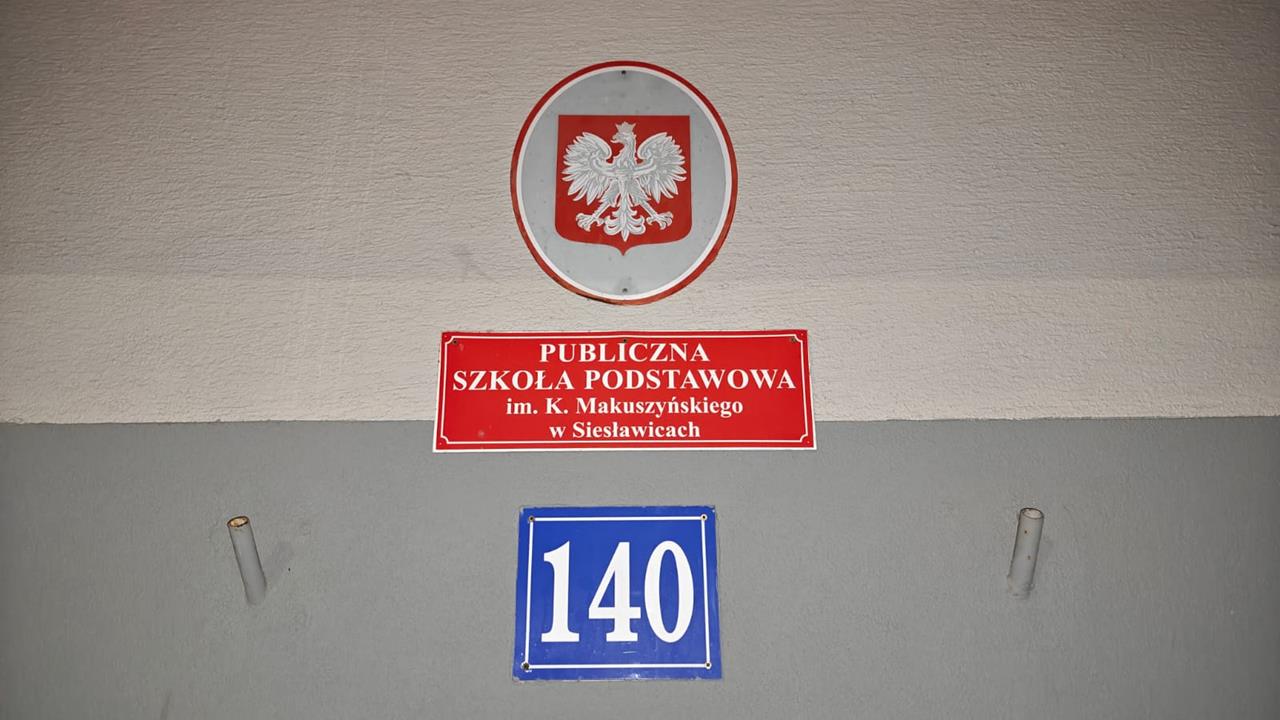 PUBLICZNA
SZKOŁA PODSTAWOWA
im. K. Makuszyńskiego
w Siesławicach
140